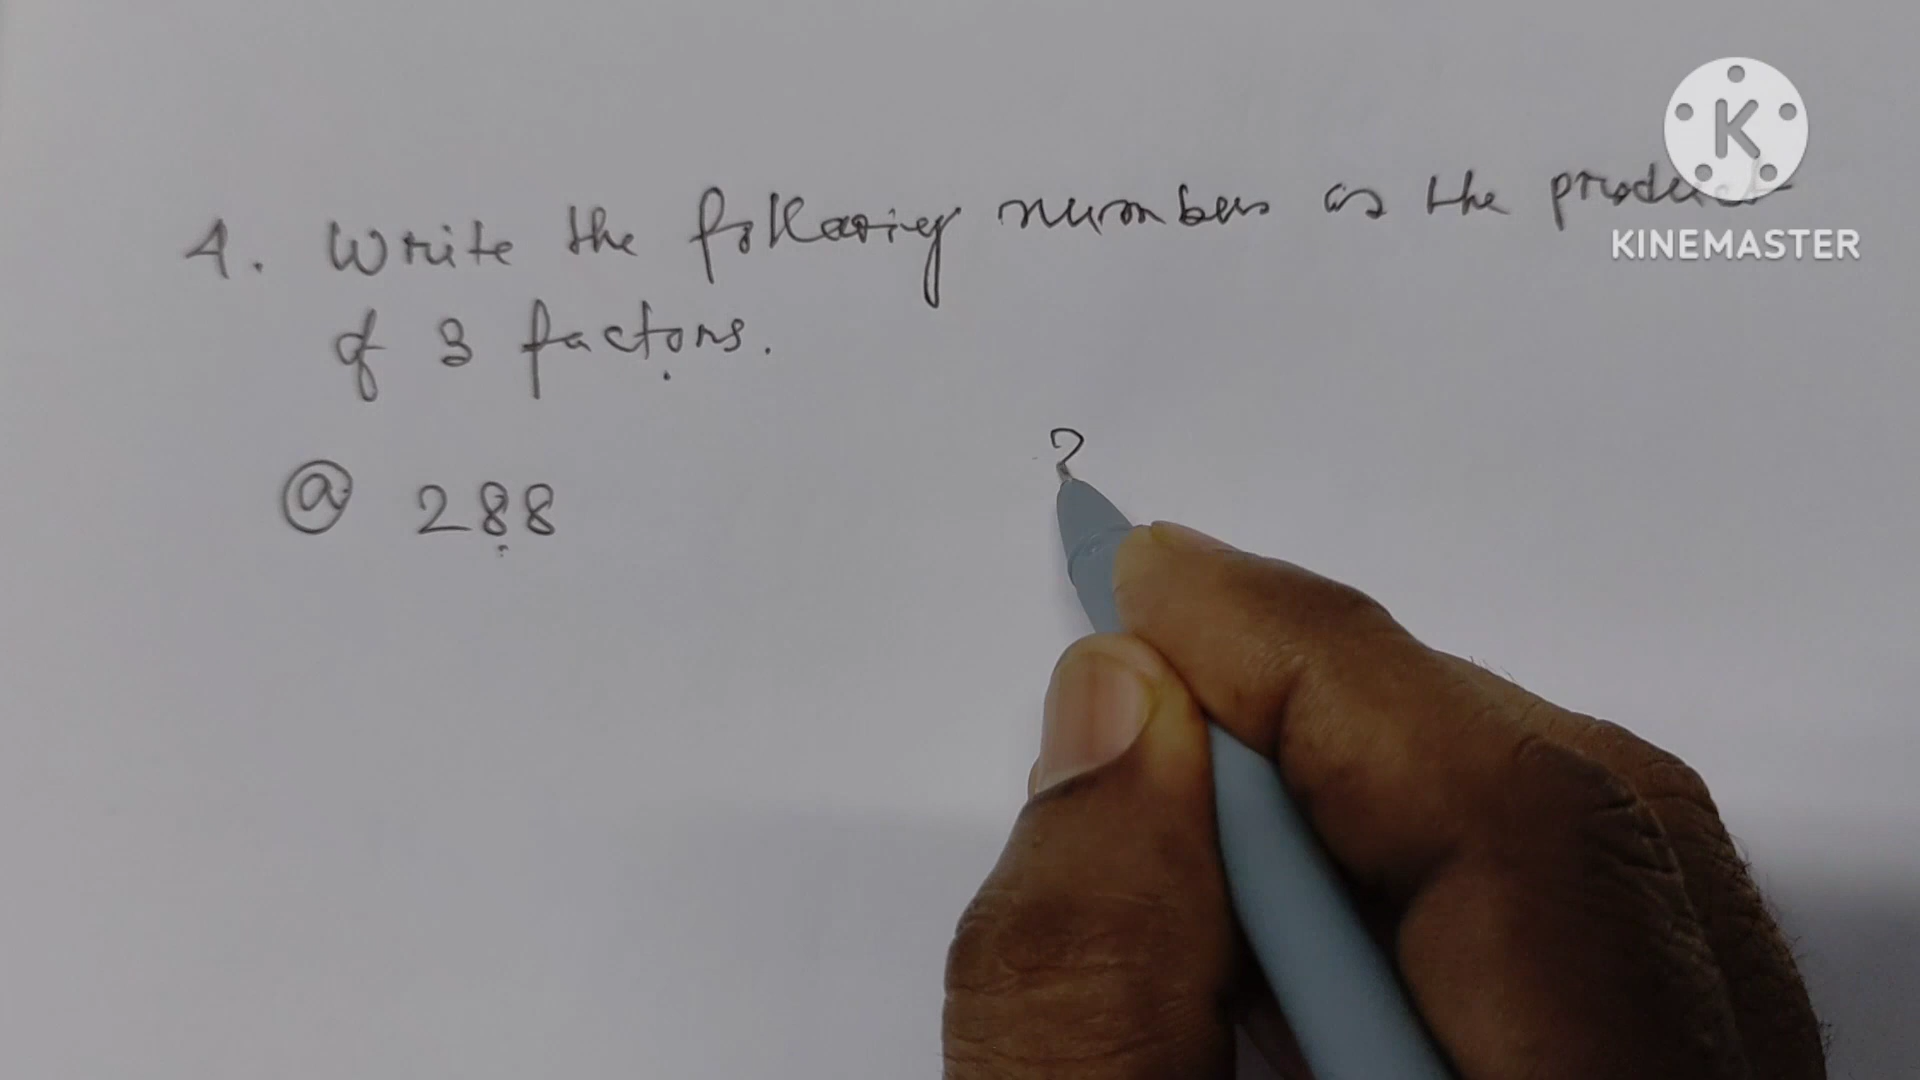 K
KINEMASTER
4. Write the following numbers as the product
of 3 factors.
2
ⓐ 288